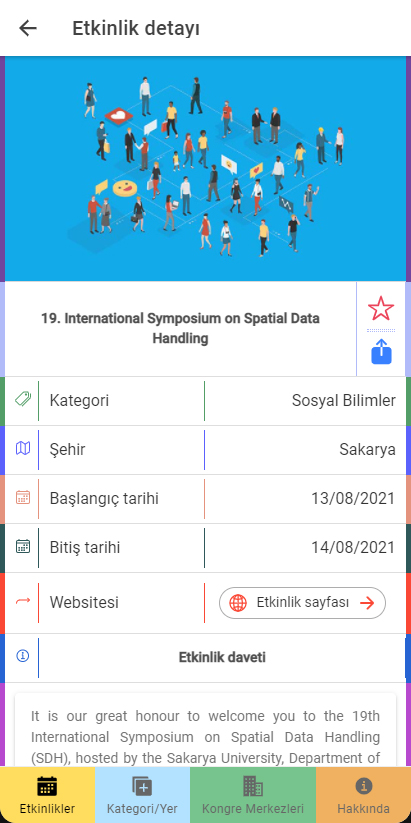 Etkinlik detayı
19. International Symposium on Spatial Data
Handling
Kategori Sosyal Bilimler
Şehir Sakarya
Başlangıç tarihi 13/08/2021
Bitiş tarihi 14/08/2021
Websitesi Etkinlik sayfası
Etkinlik daveti
It is our great honour to welcome you to the 19th
International Symposium on Spatial Data Handling
(SDH), hosted by the Sakarya University, Department of
Etkinlikler Kategori/Yer Kongre Merkezleri Hakkında